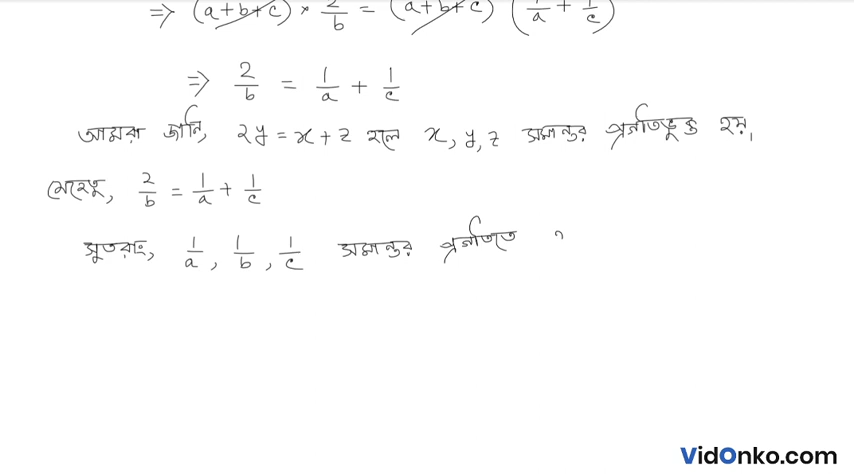 ⇒ (a+b+c) × 2/b = (a+b+c) (1/a + 1/c)
⇒ 2/b = 1/a + 1/c
আমরা জানি, 2y = x + z হলে x, y, z সমান্তর প্রগতিভুক্ত হয়।
যেহেতু, 2/b = 1/a + 1/c
সুতরাং, 1/a, 1/b, 1/c সমান্তর প্রগতিতে
VidOnko.com